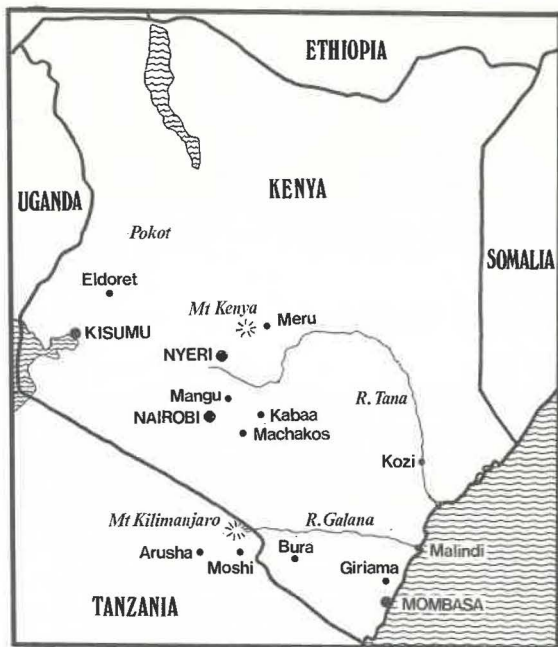 ETHIOPIA
KENYA
UGANDA
SOMALIA
Pokot
Eldoret
Mt Kenya
Meru
KISUMU
NYERI
Mangu
R. Tana
NAIROBI
Kabaa
Machakos
Kozi
Mt Kilimanjaro
R. Galana
Arusha
Moshi
Bura
Malindi
Giriama
TANZANIA
MOMBASA